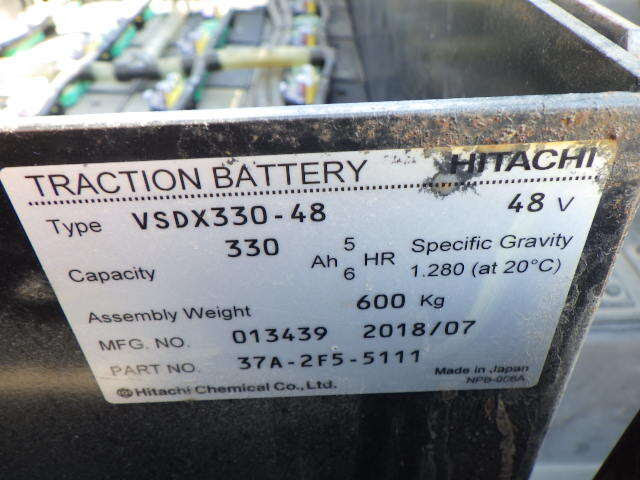 TRACTION BATTERY HITACHI
Type VSDX330-48 48 V
Capacity 330 Ah 5 HR Specific Gravity
6 1.280 (at 20°C)
Assembly Weight 600 Kg
MFG. NO. 013439 2018/07
PART NO. 37A-2F5-5111 Made in Japan
Hitachi Chemical Co., Ltd. NPB-006A